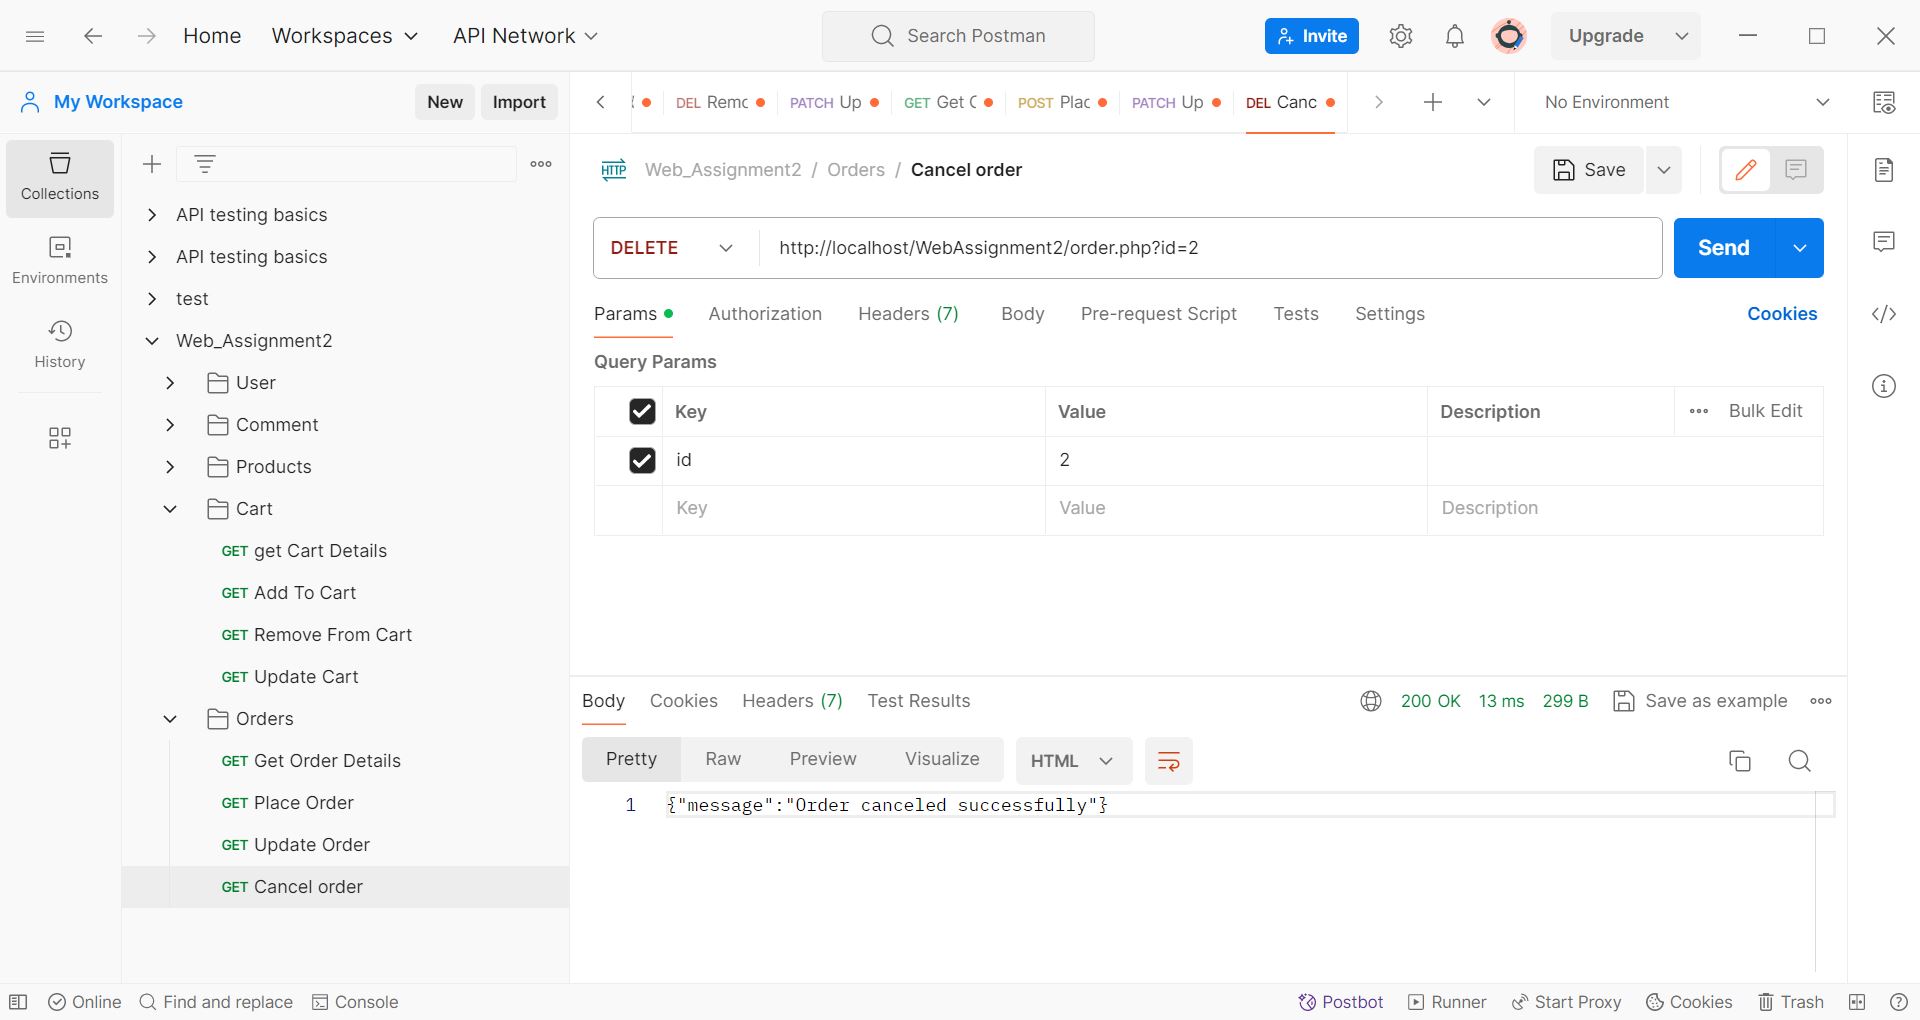 Home Workspaces API Network Search Postman Invite Upgrade
My Workspace New Import DEL Remo PATCH Up GET Get POST Plac PATCH Up DEL Canc No Environment
Collections
Environments
History
API testing basics
API testing basics
test
Web_Assignment2
User
Comment
Products
Cart
GET get Cart Details
GET Add To Cart
GET Remove From Cart
GET Update Cart
Orders
GET Get Order Details
GET Place Order
GET Update Order
GET Cancel order
HTTP Web_Assignment2 / Orders / Cancel order Save
DELETE http://localhost/WebAssignment2/order.php?id=2 Send
Params Authorization Headers (7) Body Pre-request Script Tests Settings Cookies
Query Params
Key Value Description Bulk Edit
id 2
Key Value Description
Body Cookies Headers (7) Test Results 200 OK 13 ms 299 B Save as example
Pretty Raw Preview Visualize HTML
1 {"message":"Order canceled successfully"}
Online Find and replace Console Postbot Runner Start Proxy Cookies Trash